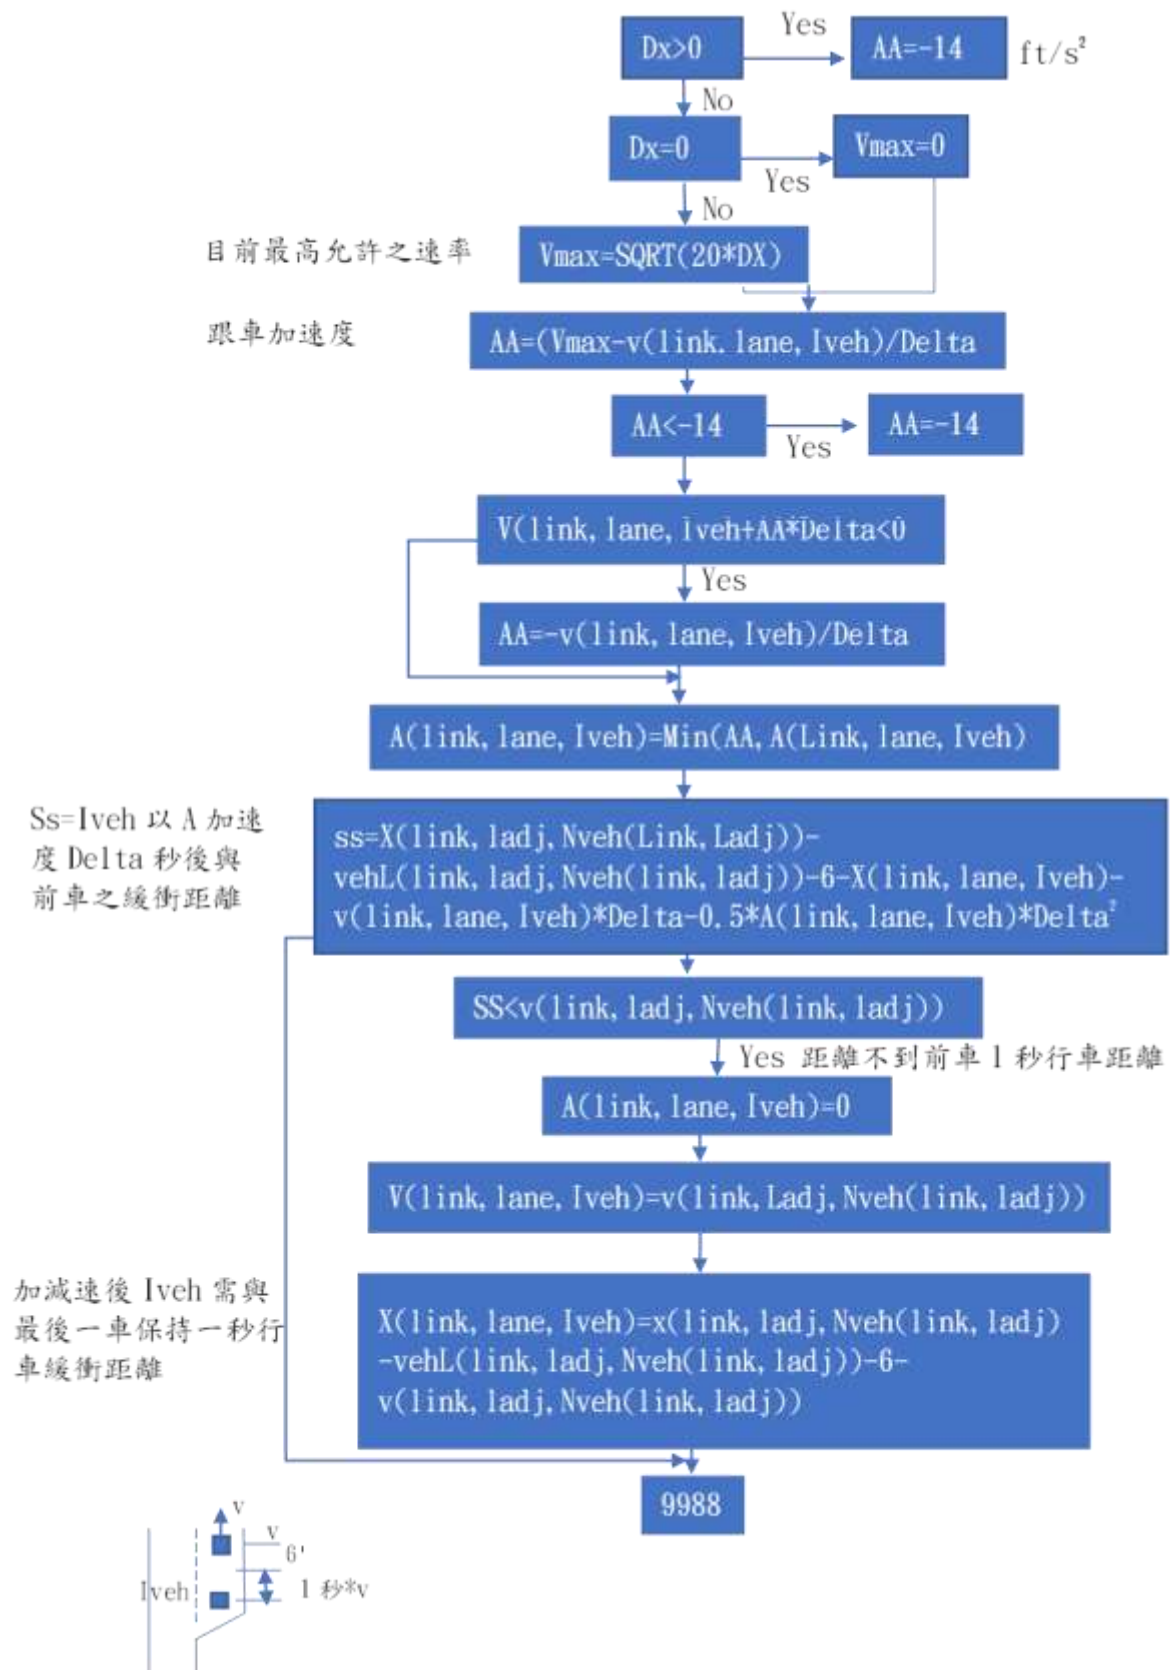 Dx>0
Yes
AA=-14
ft/s²
No
Dx=0
Yes
Vmax=0
No
目前最高允許之速率
Vmax=SQRT(20*DX)
跟車加速度
AA=(Vmax-v(link.lane,Iveh)/Delta
AA<-14
Yes
AA=-14
V(link,lane,Iveh+AA*Delta<0
Yes
AA=-v(link,lane,Iveh)/Delta
A(link,lane,Iveh)=Min(AA,A(Link,lane,Iveh)
Ss=Iveh 以 A 加速
度 Delta 秒後與
前車之緩衝距離
ss=X(link,ladj,Nveh(Link,Ladj))-
vehL(link,ladj,Nveh(link,ladj))-6-X(link,lane,Iveh)-
v(link,lane,Iveh)*Delta-0.5*A(link,lane,Iveh)*Delta²
SS<v(link,ladj,Nveh(link,ladj))
Yes 距離不到前車 1 秒行車距離
A(link,lane,Iveh)=0
V(link,lane,Iveh)=v(link,Ladj,Nveh(link,ladj))
加減速後 Iveh 需與
最後一車保持一秒行
車緩衝距離
X(link,lane,Iveh)=x(link,ladj,Nveh(link,ladj)
-vehL(link,ladj,Nveh(link,ladj))-6-
v(link,ladj,Nveh(link,ladj))
9988
v
v
6'
Iveh
1 秒*v